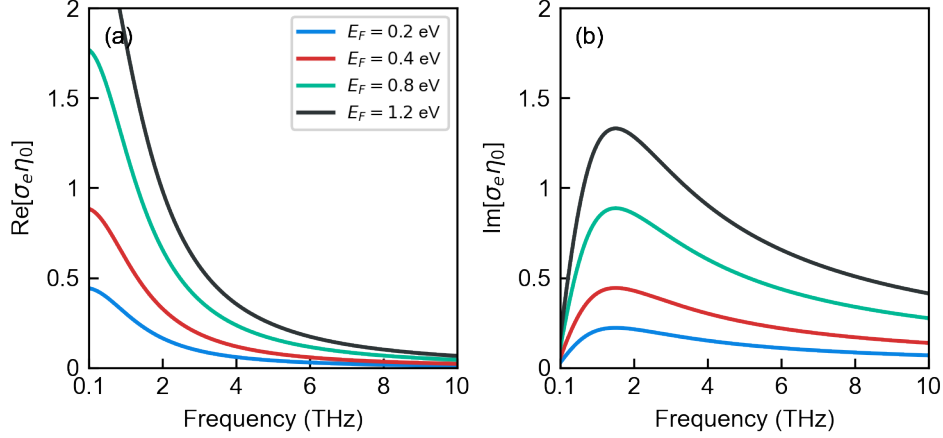 (a)
E_F = 0.2 eV
E_F = 0.4 eV
E_F = 0.8 eV
E_F = 1.2 eV
2
1.5
1
0.5
0
0.1 2 4 6 8 10
Frequency (THz)
Re[σ_e η_0]
(b)
2
1.5
1
0.5
0
0.1 2 4 6 8 10
Frequency (THz)
Im[σ_e η_0]